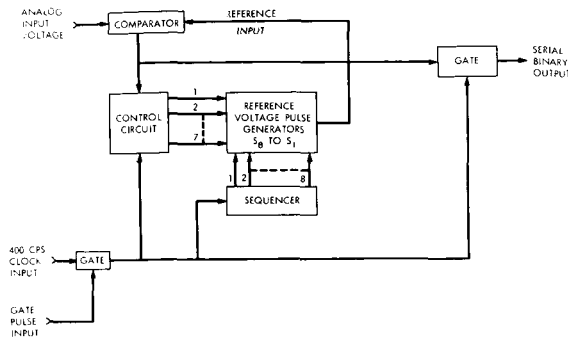 ANALOG
INPUT
VOLTAGE
COMPARATOR
REFERENCE
INPUT
GATE
SERIAL
BINARY
OUTPUT
CONTROL
CIRCUIT
1
2
7
REFERENCE
VOLTAGE PULSE
GENERATORS
S8 TO S1
1
2
8
SEQUENCER
400 CPS
CLOCK
INPUT
GATE
GATE
PULSE
INPUT